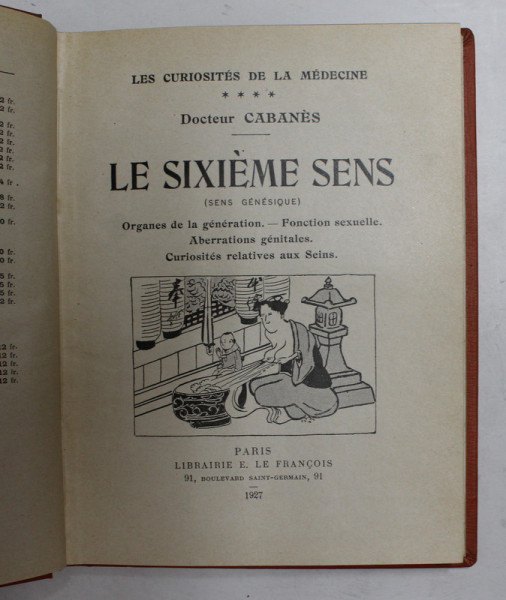 LES CURIOSITÉS DE LA MÉDECINE
* * * *
Docteur CABANÈS
LE SIXIÈME SENS
(SENS GÉNÉSIQUE)
Organes de la génération. — Fonction sexuelle.
Aberrations génitales.
Curiosités relatives aux Seins.
PARIS
LIBRAIRIE E. LE FRANÇOIS
91, BOULEVARD SAINT-GERMAIN, 91
1927